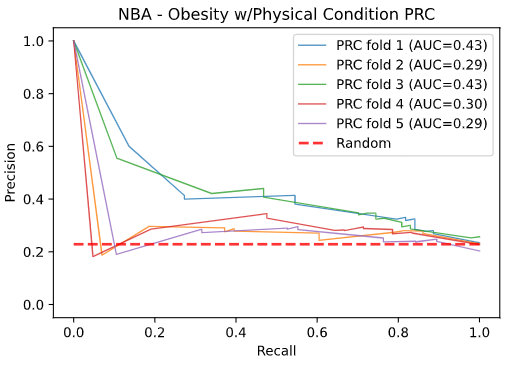 NBA - Obesity w/Physical Condition PRC
PRC fold 1 (AUC=0.43)
PRC fold 2 (AUC=0.29)
PRC fold 3 (AUC=0.43)
PRC fold 4 (AUC=0.30)
PRC fold 5 (AUC=0.29)
Random
Precision
1.0
0.8
0.6
0.4
0.2
0.0
0.0 0.2 0.4 0.6 0.8 1.0
Recall